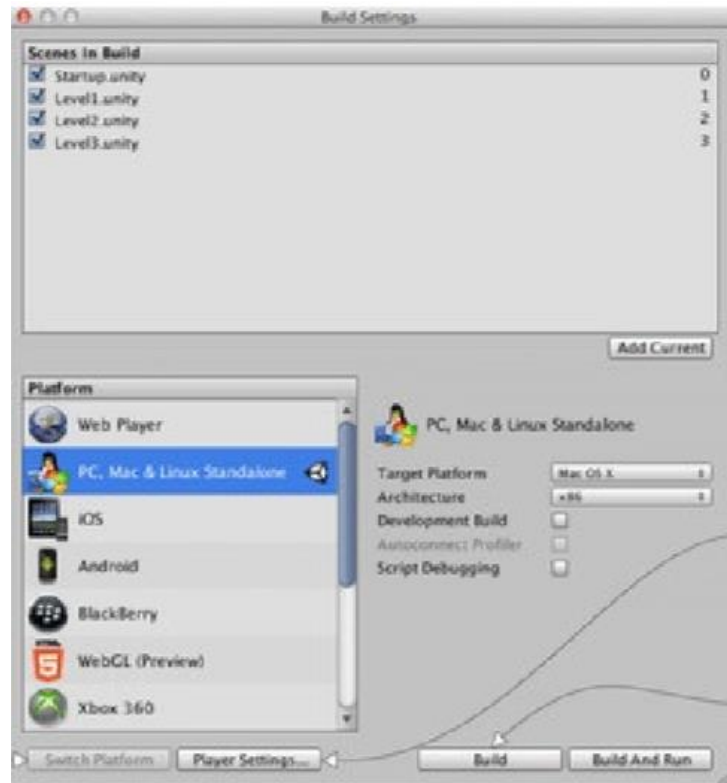 Build Settings
Scenes In Build
Startup.unity 0
Level1.unity 1
Level2.unity 2
Level3.unity 3
Add Current
Platform
Web Player
PC, Mac & Linux Standalone
iOS
Android
BlackBerry
WebGL (Preview)
Xbox 360
PC, Mac & Linux Standalone
Target Platform Mac OS X
Architecture x86
Development Build
Autoconnect Profiler
Script Debugging
Switch Platform
Player Settings...
Build
Build And Run